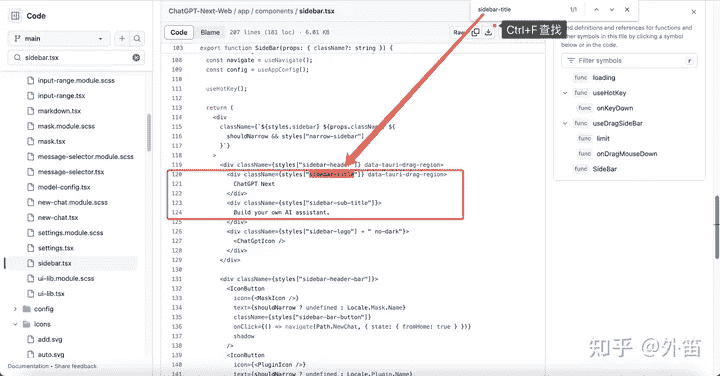 Code
ChatGPT-Next-Web / app / components / sidebar.tsx
sidebar-title
1/1
main
Code
Blame
207 lines (181 loc) · 6.01 KB
Raw
Ctrl+F 查找
sidebar.tsx
input-range.module.scss
input-range.tsx
markdown.tsx
mask.module.scss
mask.tsx
message-selector.module.scss
message-selector.tsx
model-config.tsx
new-chat.module.scss
new-chat.tsx
settings.module.scss
settings.tsx
sidebar.tsx
ui-lib.module.scss
ui-lib.tsx
config
icons
add.svg
auto.svg
Documentation • Share feedback
103 export function SideBar(props: { className?: string }) {
108 const navigate = useNavigate();
109 const config = useAppConfig();
110
111 useHotKey();
112
113 return (
114 <div
115 className={`${styles.sidebar} ${props.className} ${
116 shouldNarrow && styles["narrow-sidebar"]
117 }`}
118 >
119 <div className={styles["sidebar-header"]} data-tauri-drag-region>
120 <div className={styles["sidebar-title"]} data-tauri-drag-region>
121 ChatGPT Next
122 </div>
123 <div className={styles["sidebar-sub-title"]}>
124 Build your own AI assistant.
125 </div>
126 <div className={styles["sidebar-logo"] + " no-dark"}>
127 <ChatGptIcon />
128 </div>
129 </div>
130
131 <div className={styles["sidebar-header-bar"]}>
132 <IconButton
133 icon={<MaskIcon />}
134 text={shouldNarrow ? undefined : Locale.Mask.Name}
135 className={styles["sidebar-bar-button"]}
136 onClick={() => navigate(Path.NewChat, { state: { fromHome: true } })}
137 shadow
138 />
139 <IconButton
140 icon={<PluginIcon />}
141 text={shouldNarrow ? undefined : Locale.Plugin.Name}
find definitions and references for functions and
other symbols in this file by clicking a symbol
below or in the code.
Filter symbols
r
func loading
func useHotKey
func onKeyDown
func useDragSideBar
func limit
func onDragMouseDown
func SideBar
知乎 @外笛